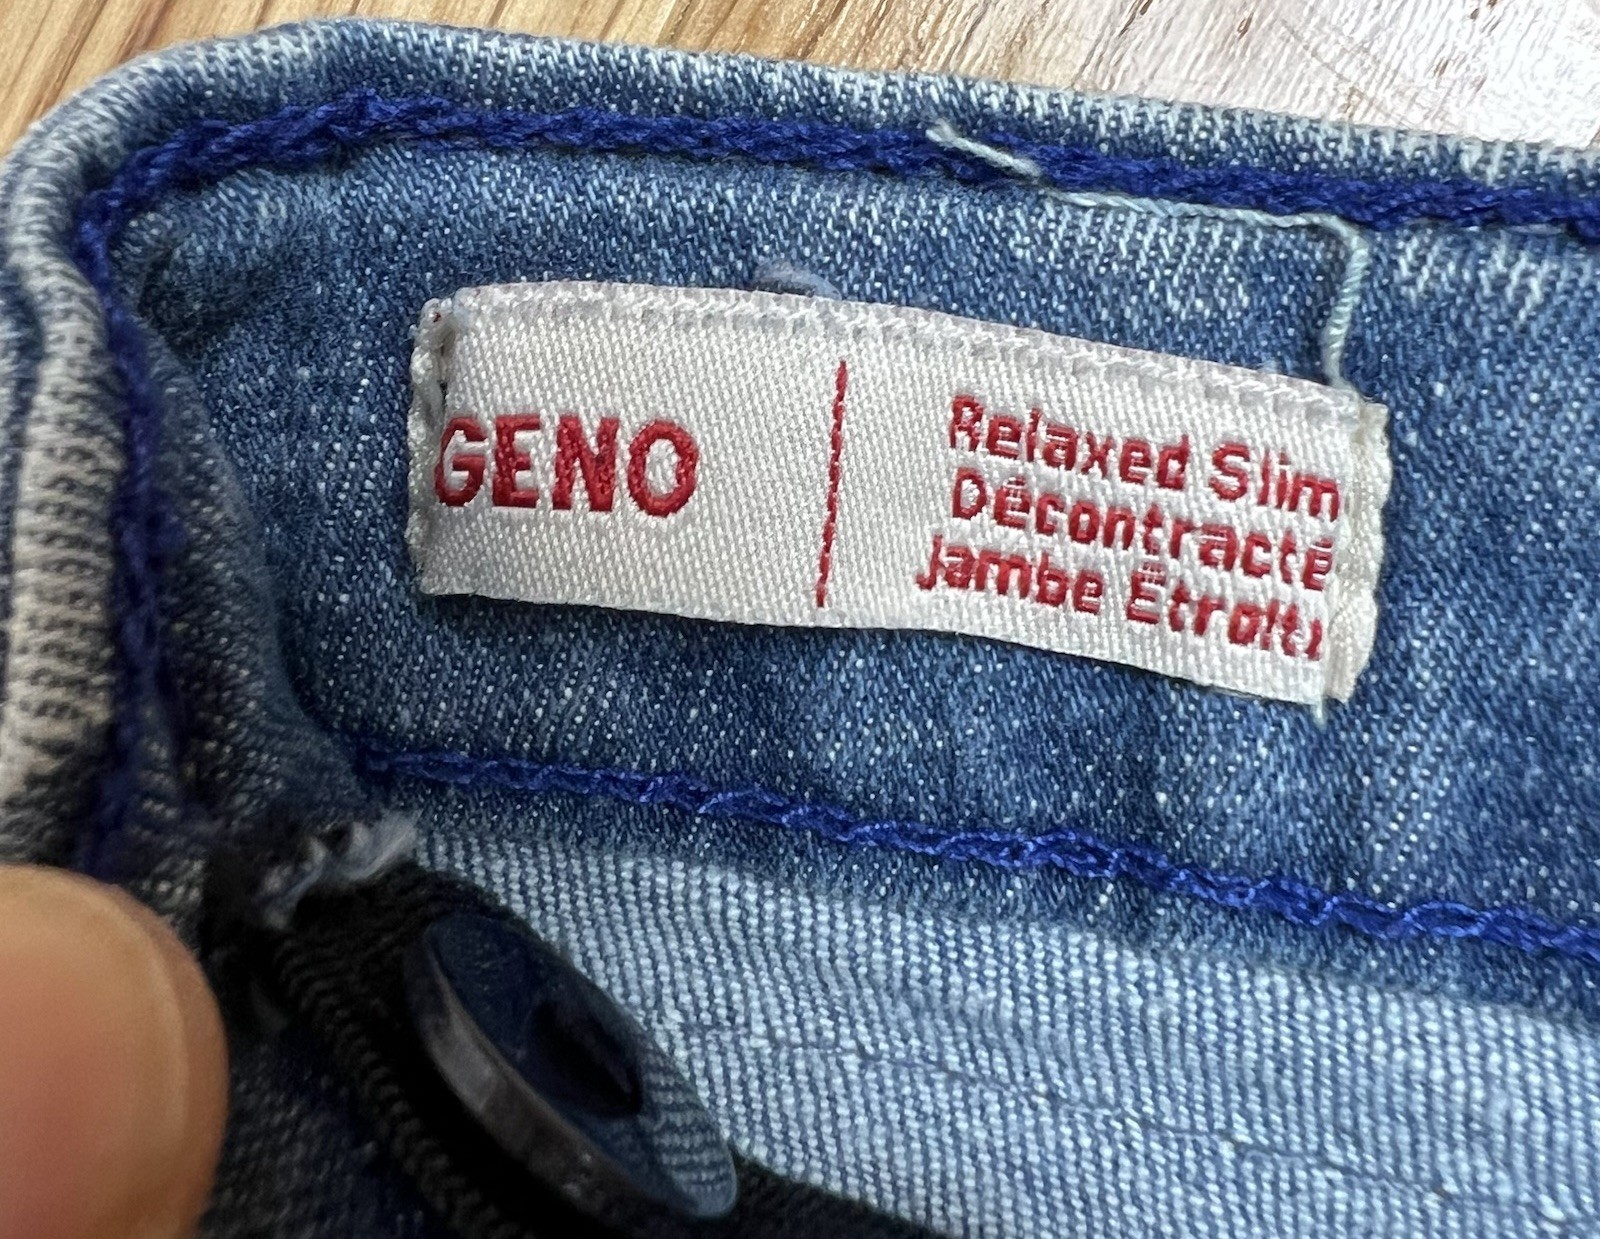 GENO
Relaxed Slim
Décontracté
Jambe Étroite